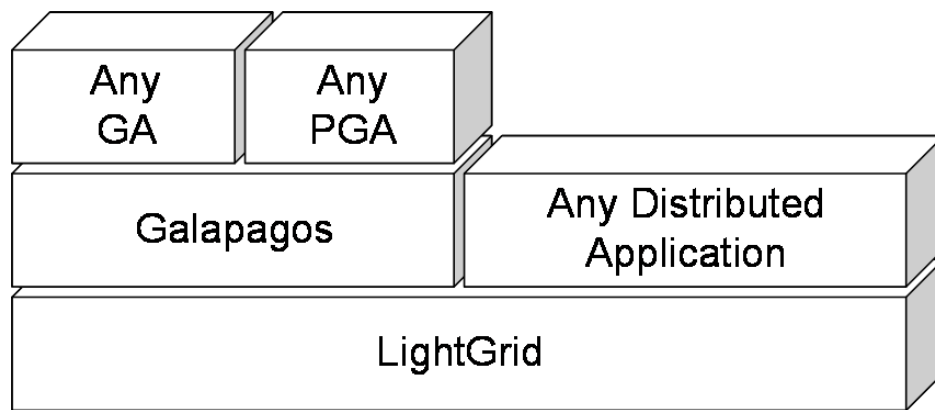 Any
GA
Any
PGA
Galapagos
Any Distributed
Application
LightGrid